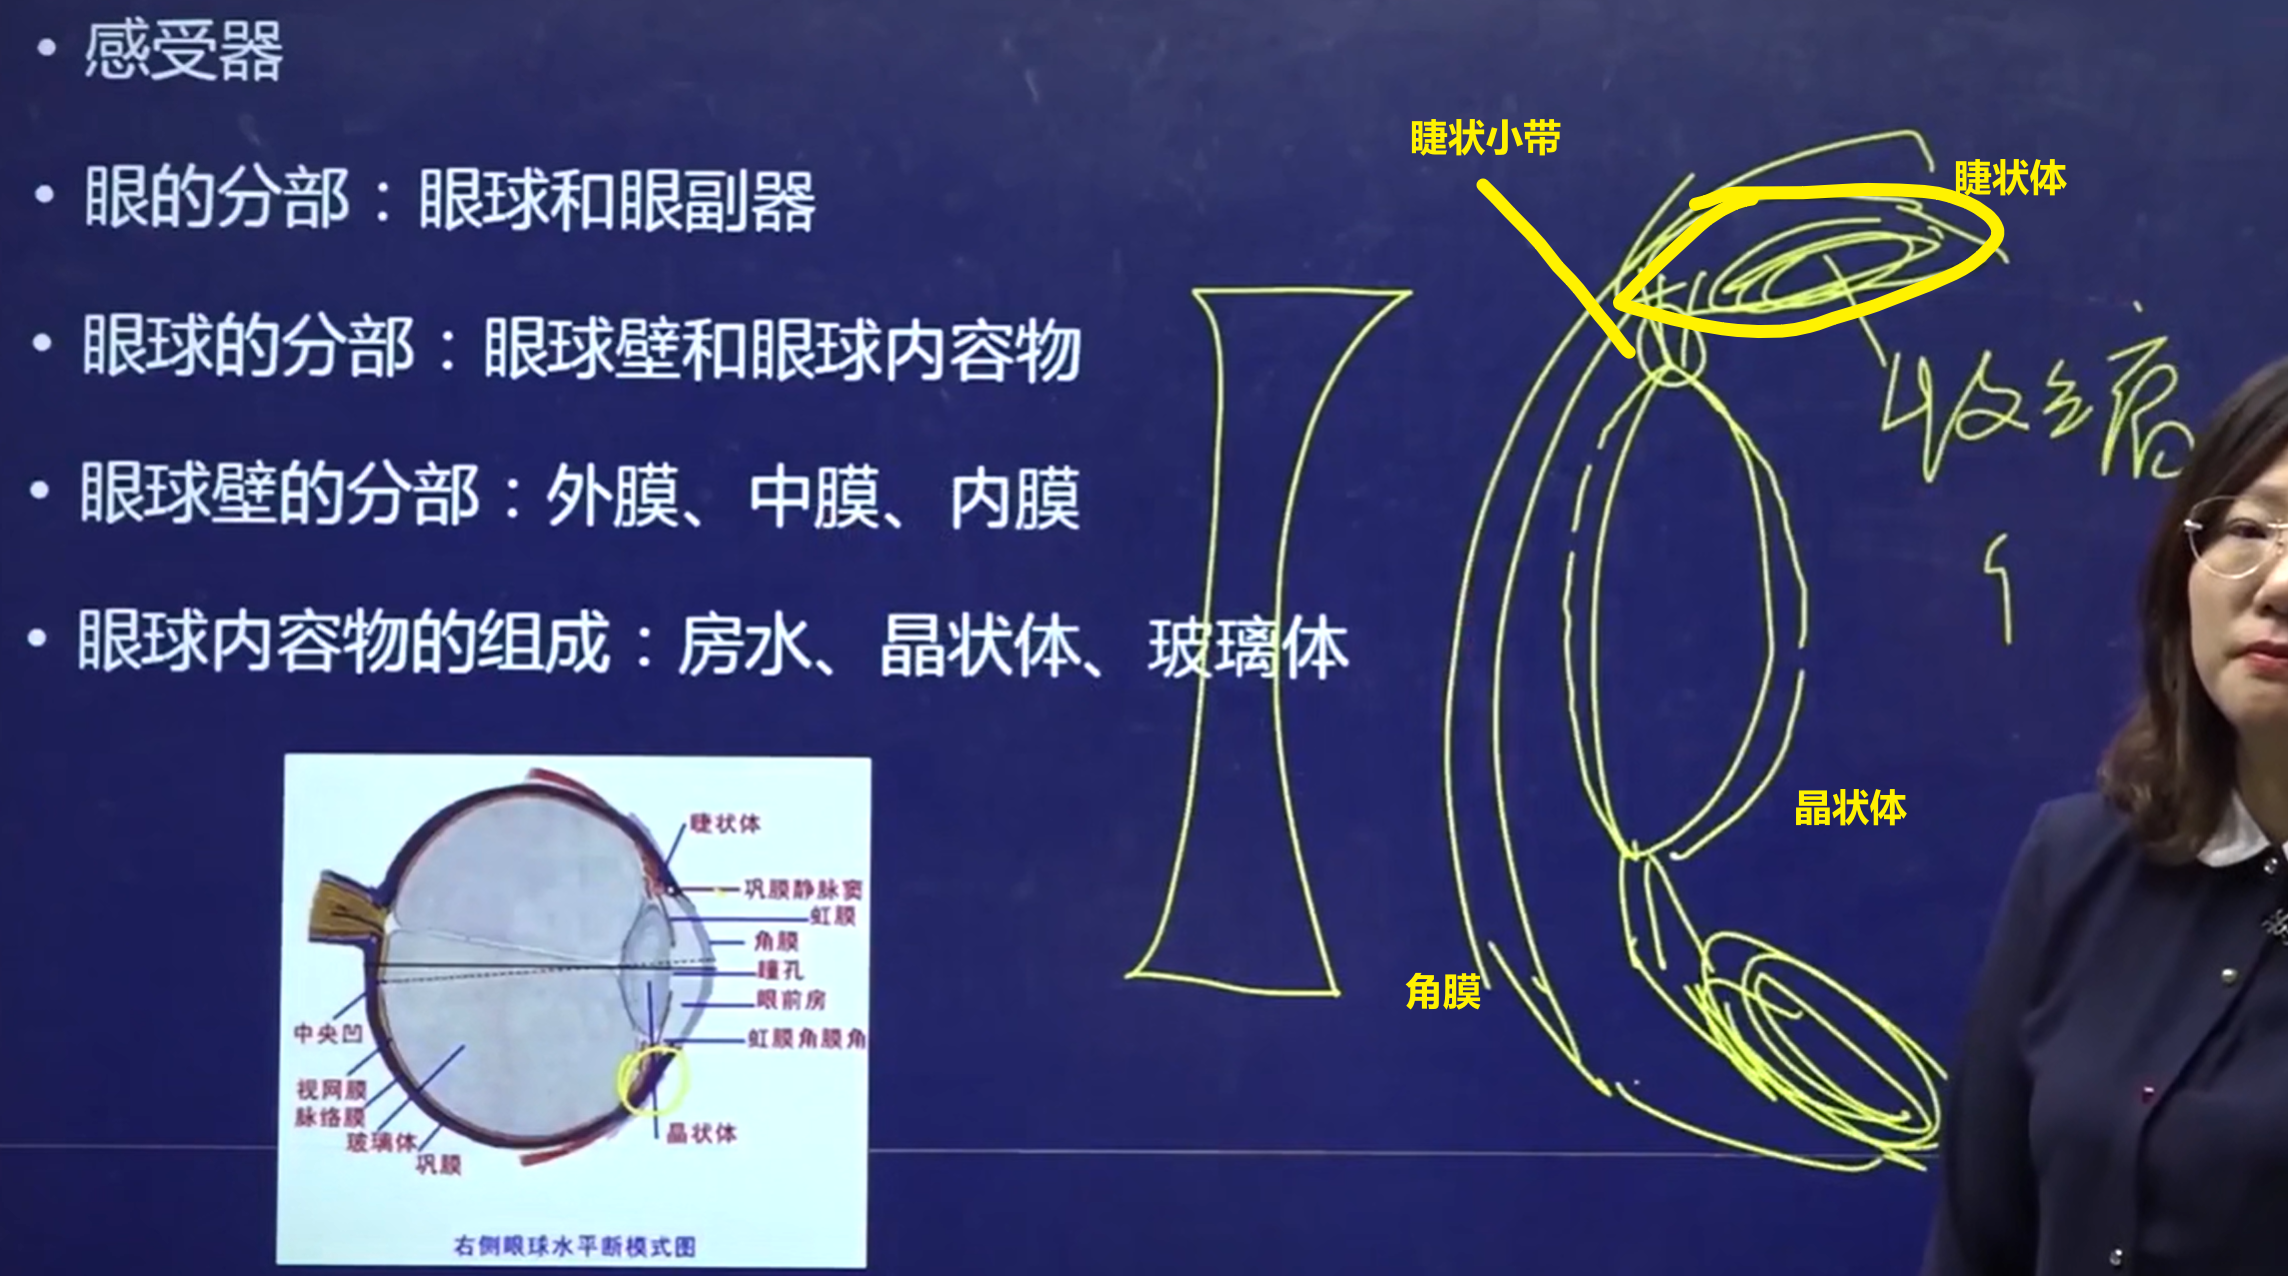 • 感受器
• 眼的分部：眼球和眼副器
• 眼球的分部：眼球壁和眼球内容物
• 眼球壁的分部：外膜、中膜、内膜
• 眼球内容物的组成：房水、晶状体、玻璃体
睫状小带
睫状体
收缩
晶状体
角膜
睫状体
巩膜静脉窦
虹膜
角膜
瞳孔
眼前房
虹膜角膜角
晶状体
中央凹
视网膜
脉络膜
玻璃体
巩膜
右侧眼球水平断模式图